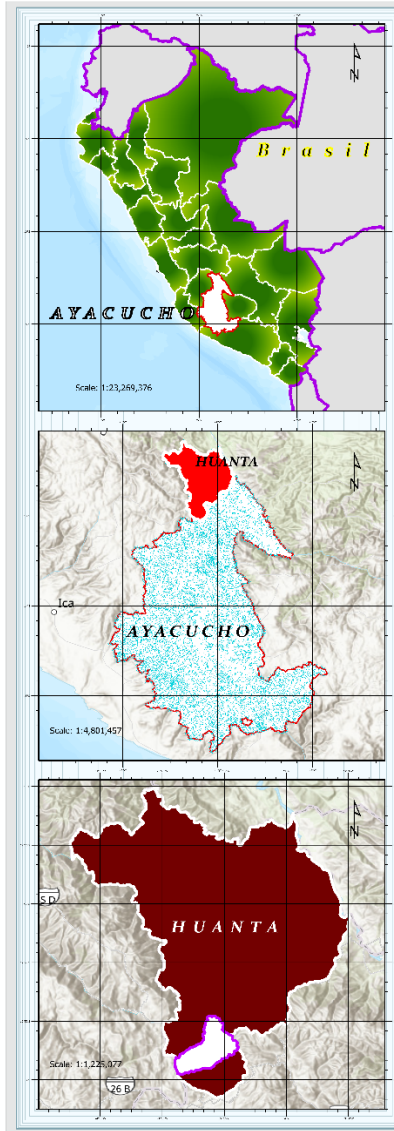 N
Brasil
AYACUCHO
Scale: 1:23,269,376
N
HUANTA
Ica
AYACUCHO
Scale: 1:4,801,457
N
S D
HUANTA
Scale: 1:1,225,077
26 B